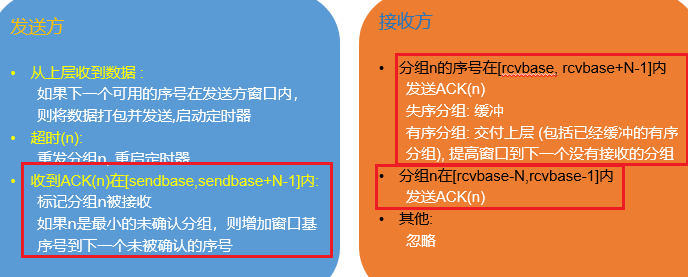 发送方
• 从上层收到数据 :
如果下一个可用的序号在发送方窗口内，
则将数据打包并发送,启动定时器
• 超时(n):
重发分组n, 重启定时器
• 收到ACK(n)在[sendbase,sendbase+N-1]内:
标记分组n被接收
如果n是最小的未确认分组，则增加窗口基
序号到下一个未被确认的序号
接收方
• 分组n的序号在[rcvbase, rcvbase+N-1]内
发送ACK(n)
失序分组: 缓冲
有序分组: 交付上层 (包括已经缓冲的有序
分组), 提高窗口到下一个没有接收的分组
• 分组n在[rcvbase-N,rcvbase-1]内
发送ACK(n)
• 其他:
忽略